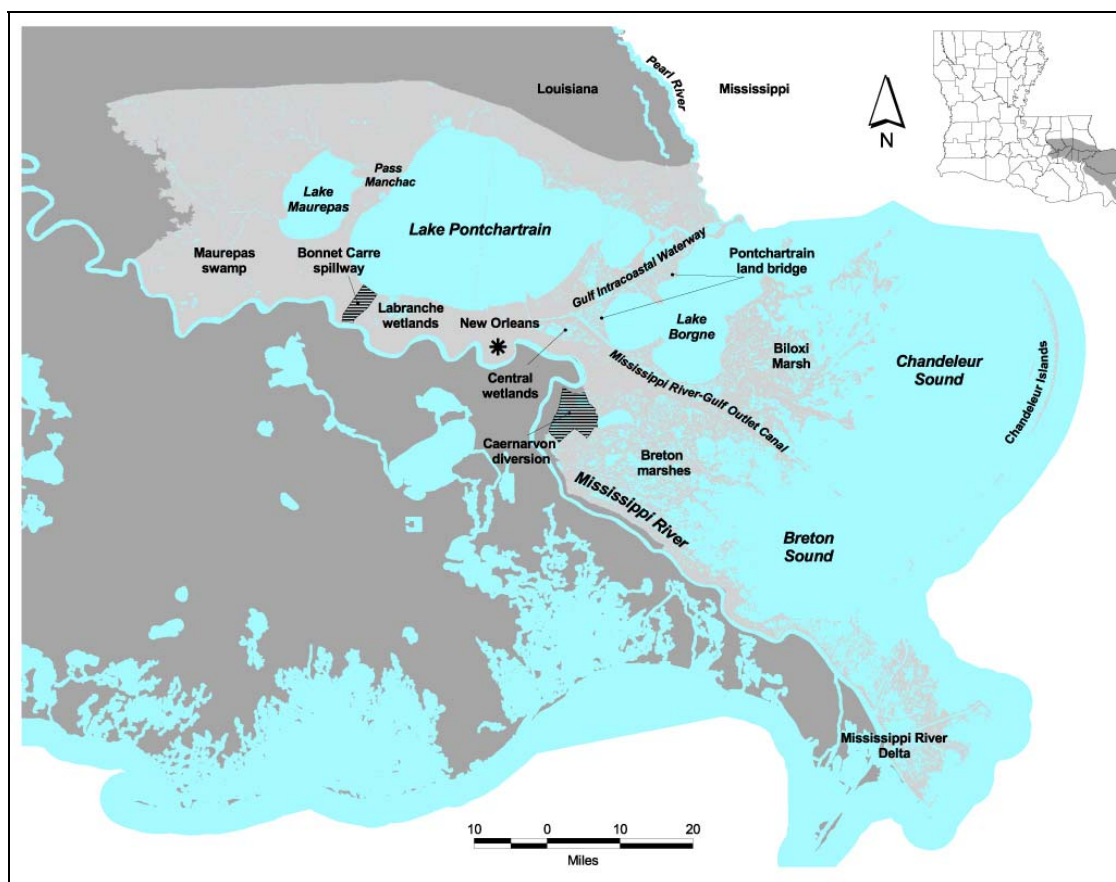 Louisiana
Pearl River
Mississippi
N
Pass
Manchac
Lake
Maurepas
Lake Pontchartrain
Maurepas
swamp
Bonnet Carre
spillway
Labranche
wetlands
New Orleans
Gulf Intracoastal Waterway
Pontchartrain
land bridge
Lake
Borgne
Biloxi
Marsh
Chandeleur
Sound
Chandeleur Islands
Central
wetlands
Mississippi River-Gulf Outlet Canal
Caernarvon
diversion
Breton
marshes
Mississippi River
Breton
Sound
Mississippi River
Delta
10 0 10 20
Miles